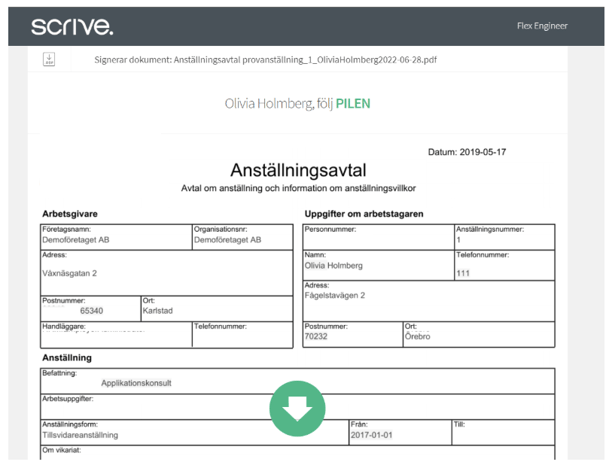 scrive.
Flex Engineer
Signerar dokument: Anställningsavtal provanställning_1_OliviaHolmberg2022-06-28.pdf
Olivia Holmberg, följ PILEN
Datum: 2019-05-17
Anställningsavtal
Avtal om anställning och information om anställningsvillkor
Arbetsgivare
Företagsnamn:
Demoföretaget AB
Organisationsnr:
Demoföretaget AB
Adress:
Växnäsgatan 2
Postnummer:
65340
Ort:
Karlstad
Handläggare:
Telefonnummer:
Uppgifter om arbetstagaren
Personnummer:
Anställningsnummer:
1
Namn:
Olivia Holmberg
Telefonnummer:
111
Adress:
Fågelstavägen 2
Postnummer:
70232
Ort:
Örebro
Anställning
Befattning:
Applikationskonsult
Arbetsuppgifter:
Anställningsform:
Tillsvidareanställning
Från:
2017-01-01
Till:
Om vikariat: